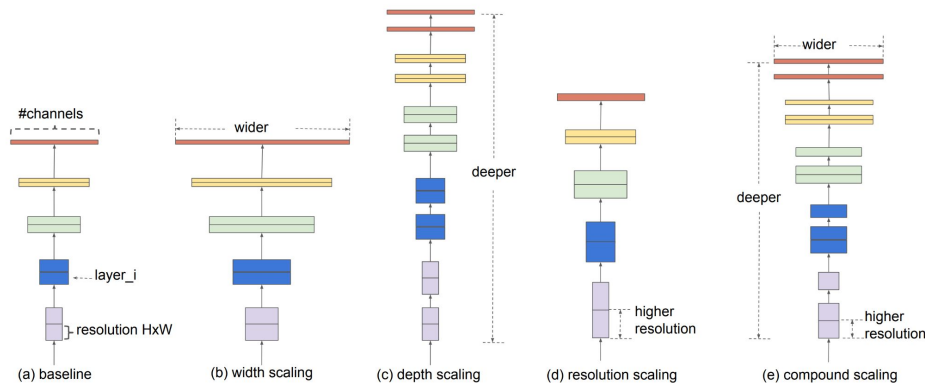 #channels
layer_i
resolution HxW
(a) baseline
wider
(b) width scaling
deeper
(c) depth scaling
higher
resolution
(d) resolution scaling
wider
deeper
higher
resolution
(e) compound scaling